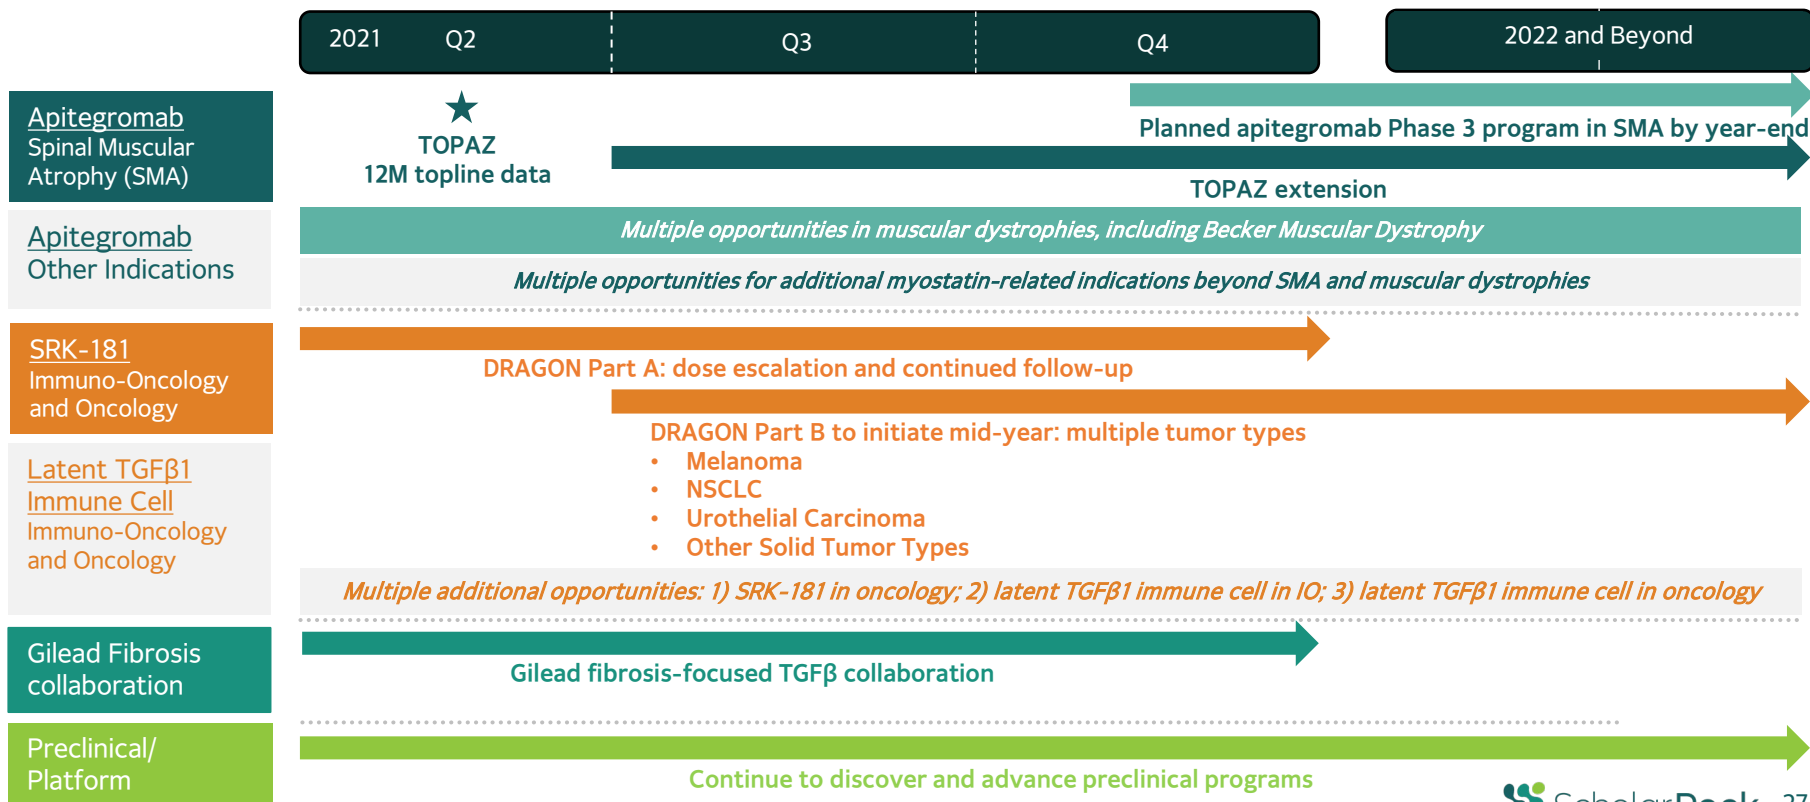 2021 Q2 Q3 Q4 2022 and Beyond
Apitegromab
Spinal Muscular
Atrophy (SMA)
TOPAZ
12M topline data
Planned apitegromab Phase 3 program in SMA by year-end
TOPAZ extension
Apitegromab
Other Indications
Multiple opportunities in muscular dystrophies, including Becker Muscular Dystrophy
Multiple opportunities for additional myostatin-related indications beyond SMA and muscular dystrophies
SRK-181
Immuno-Oncology
and Oncology
DRAGON Part A: dose escalation and continued follow-up
DRAGON Part B to initiate mid-year: multiple tumor types
• Melanoma
• NSCLC
• Urothelial Carcinoma
• Other Solid Tumor Types
Latent TGFβ1
Immune Cell
Immuno-Oncology
and Oncology
Multiple additional opportunities: 1) SRK-181 in oncology; 2) latent TGFβ1 immune cell in IO; 3) latent TGFβ1 immune cell in oncology
Gilead Fibrosis
collaboration
Gilead fibrosis-focused TGFβ collaboration
Preclinical/
Platform
Continue to discover and advance preclinical programs
ScholarRock 27